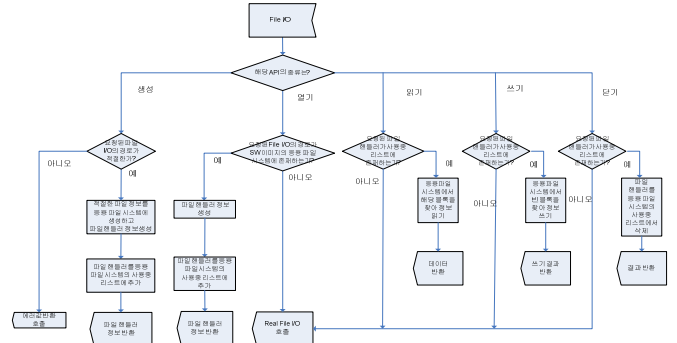 File I/O
해당 API의 종류는?
생성
열기
읽기
쓰기
닫기
요청된 파일
I/O의 경로가
적절한가?
요청된 File I/O의 경로가
SW이미지의 응용 파일
시스템에 존재하는가?
요청된 파일
핸들러가 사용중
리스트에
존재하는가?
요청된 파일
핸들러가 사용중
리스트에
존재하는가?
요청된 파일
핸들러가 사용중
리스트에
존재하는가?
아니오
예
예
아니오
예
아니오
예
아니오
예
아니오
적절한 파일 정보를
응용 파일 시스템에
생성하고
파일핸들러 정보생성
파일핸들러 정보
생성
응용파일
시스템에서
해당 블록을
찾아 정보
읽기
응용파일
시스템에서
빈 블록을
찾아 정보
쓰기
파일
핸들러를
응용 파일
시스템의
사용중
리스트에서
삭제
파일핸들러를 응용
파일 시스템의 사용중
리스트에 추가
파일핸들러를 응용
파일 시스템의
사용중 리스트에
추가
데이터
반환
쓰기 결과
반환
결과 반환
에러값 반환
호출
파일 핸들러
정보 반환
파일 핸들러
정보 반환
Real File I/O
호출